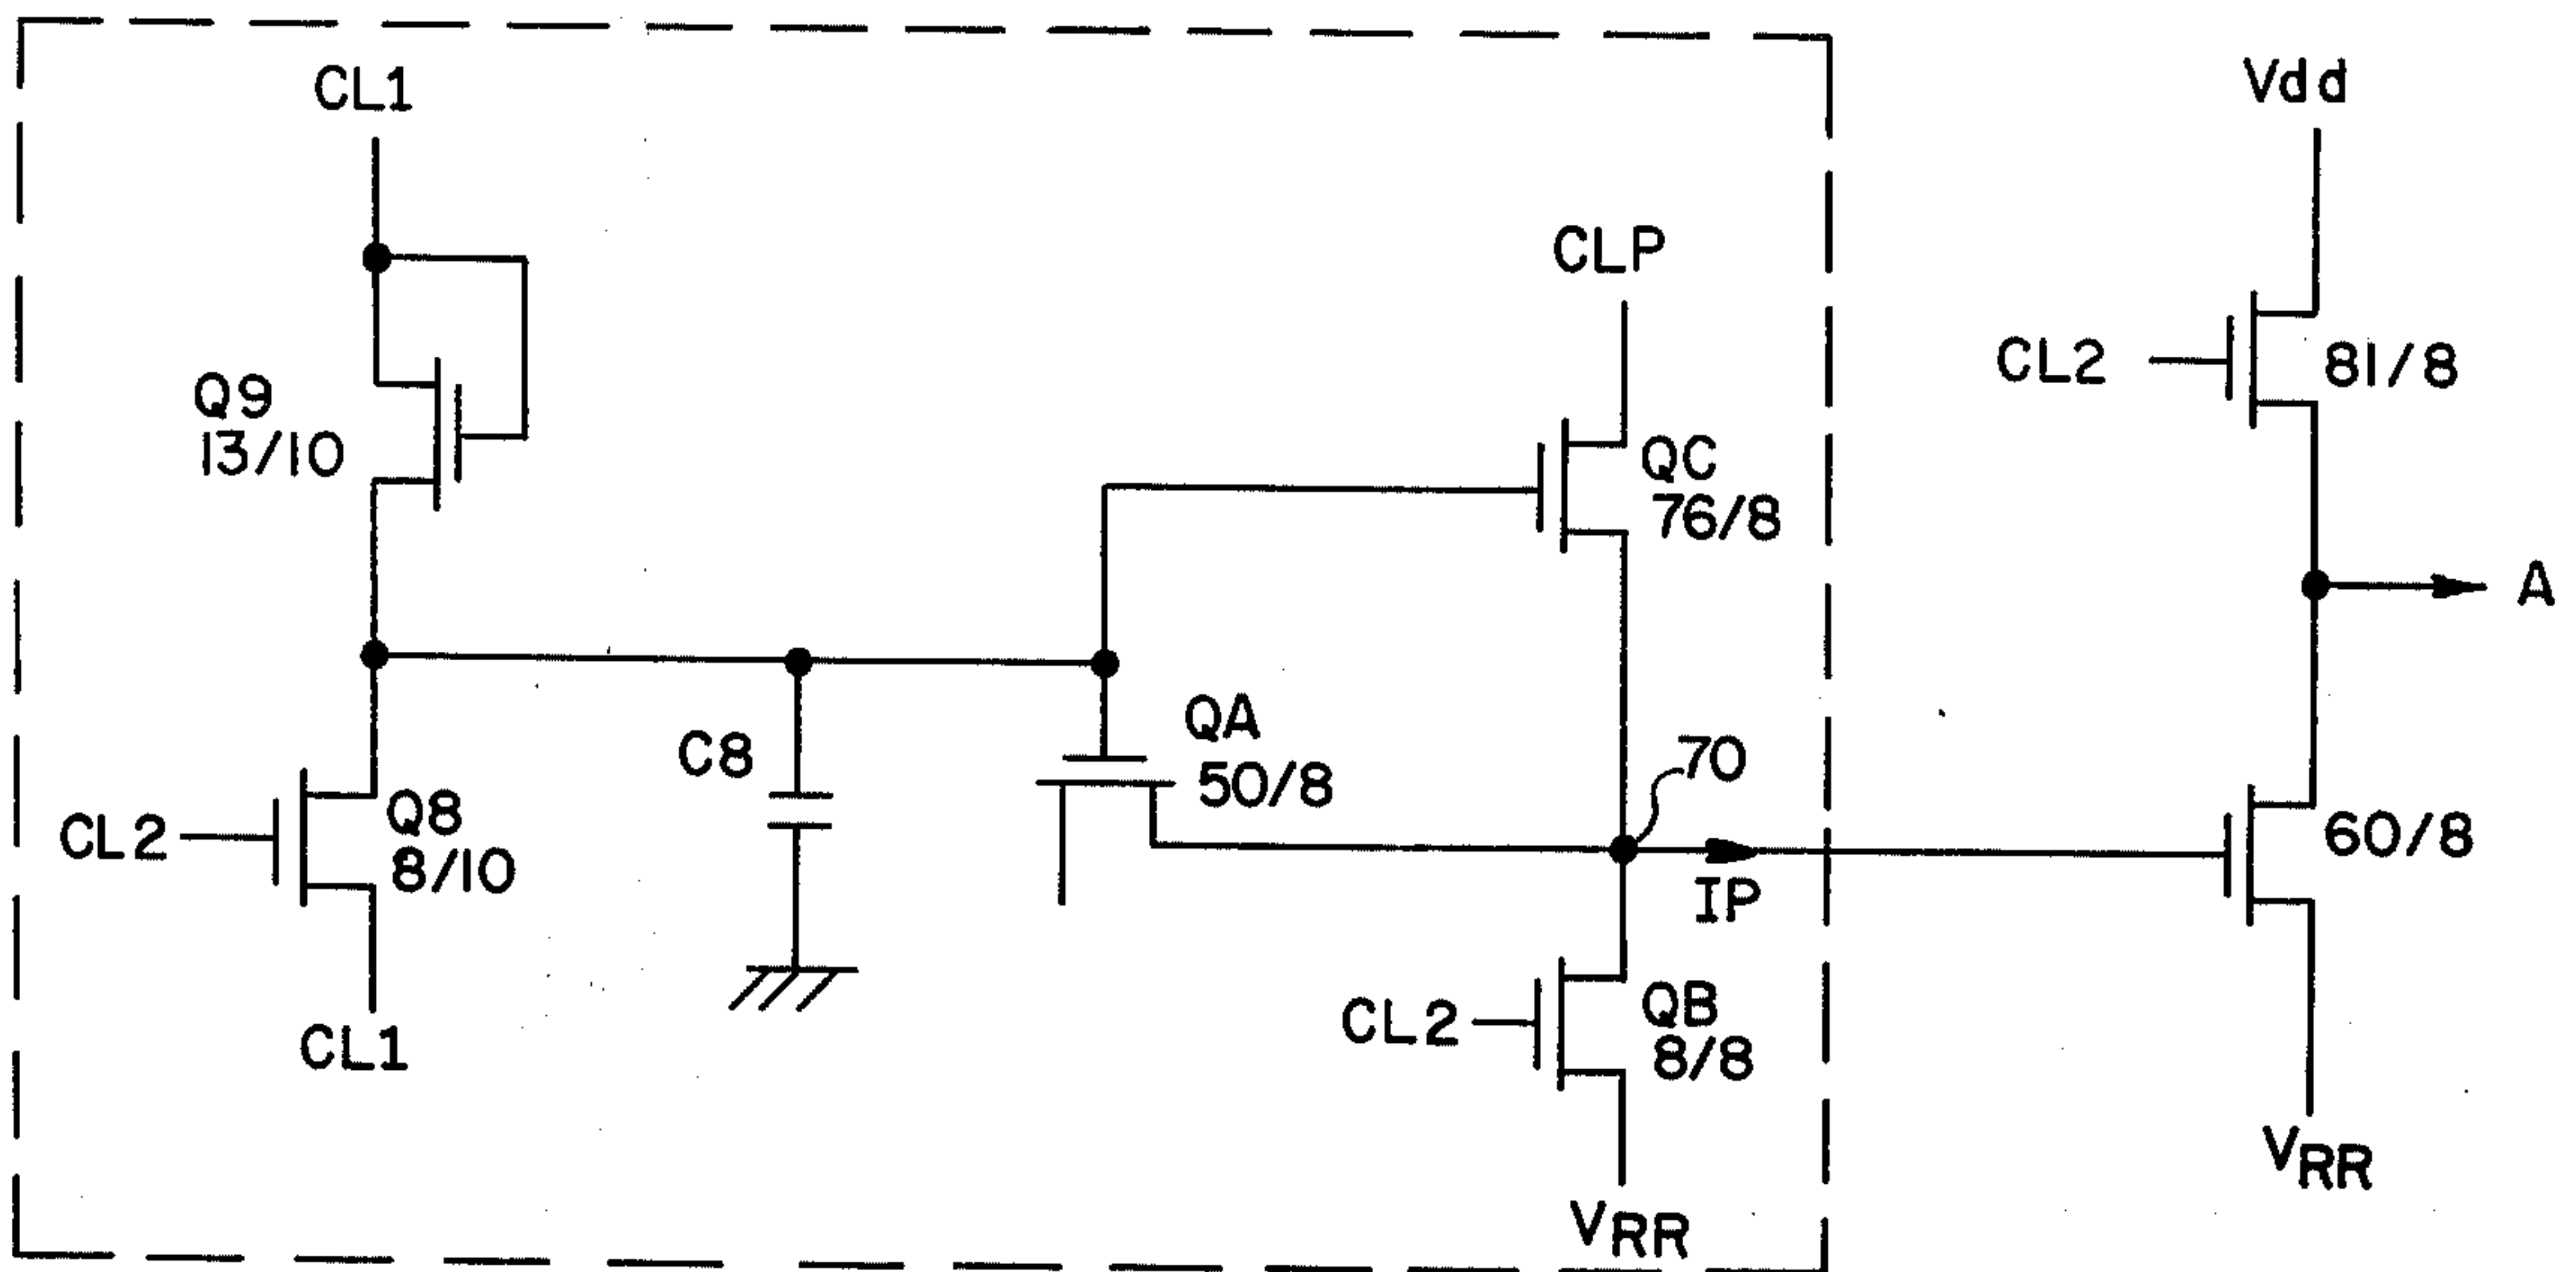 CL1
Vdd
CLP
CL2
81/8
Q9
13/10
QC
76/8
A
QA
50/8
C8
70
Q8
8/10
CL2
60/8
IP
CL2
QB
8/8
CL1
VRR
VRR